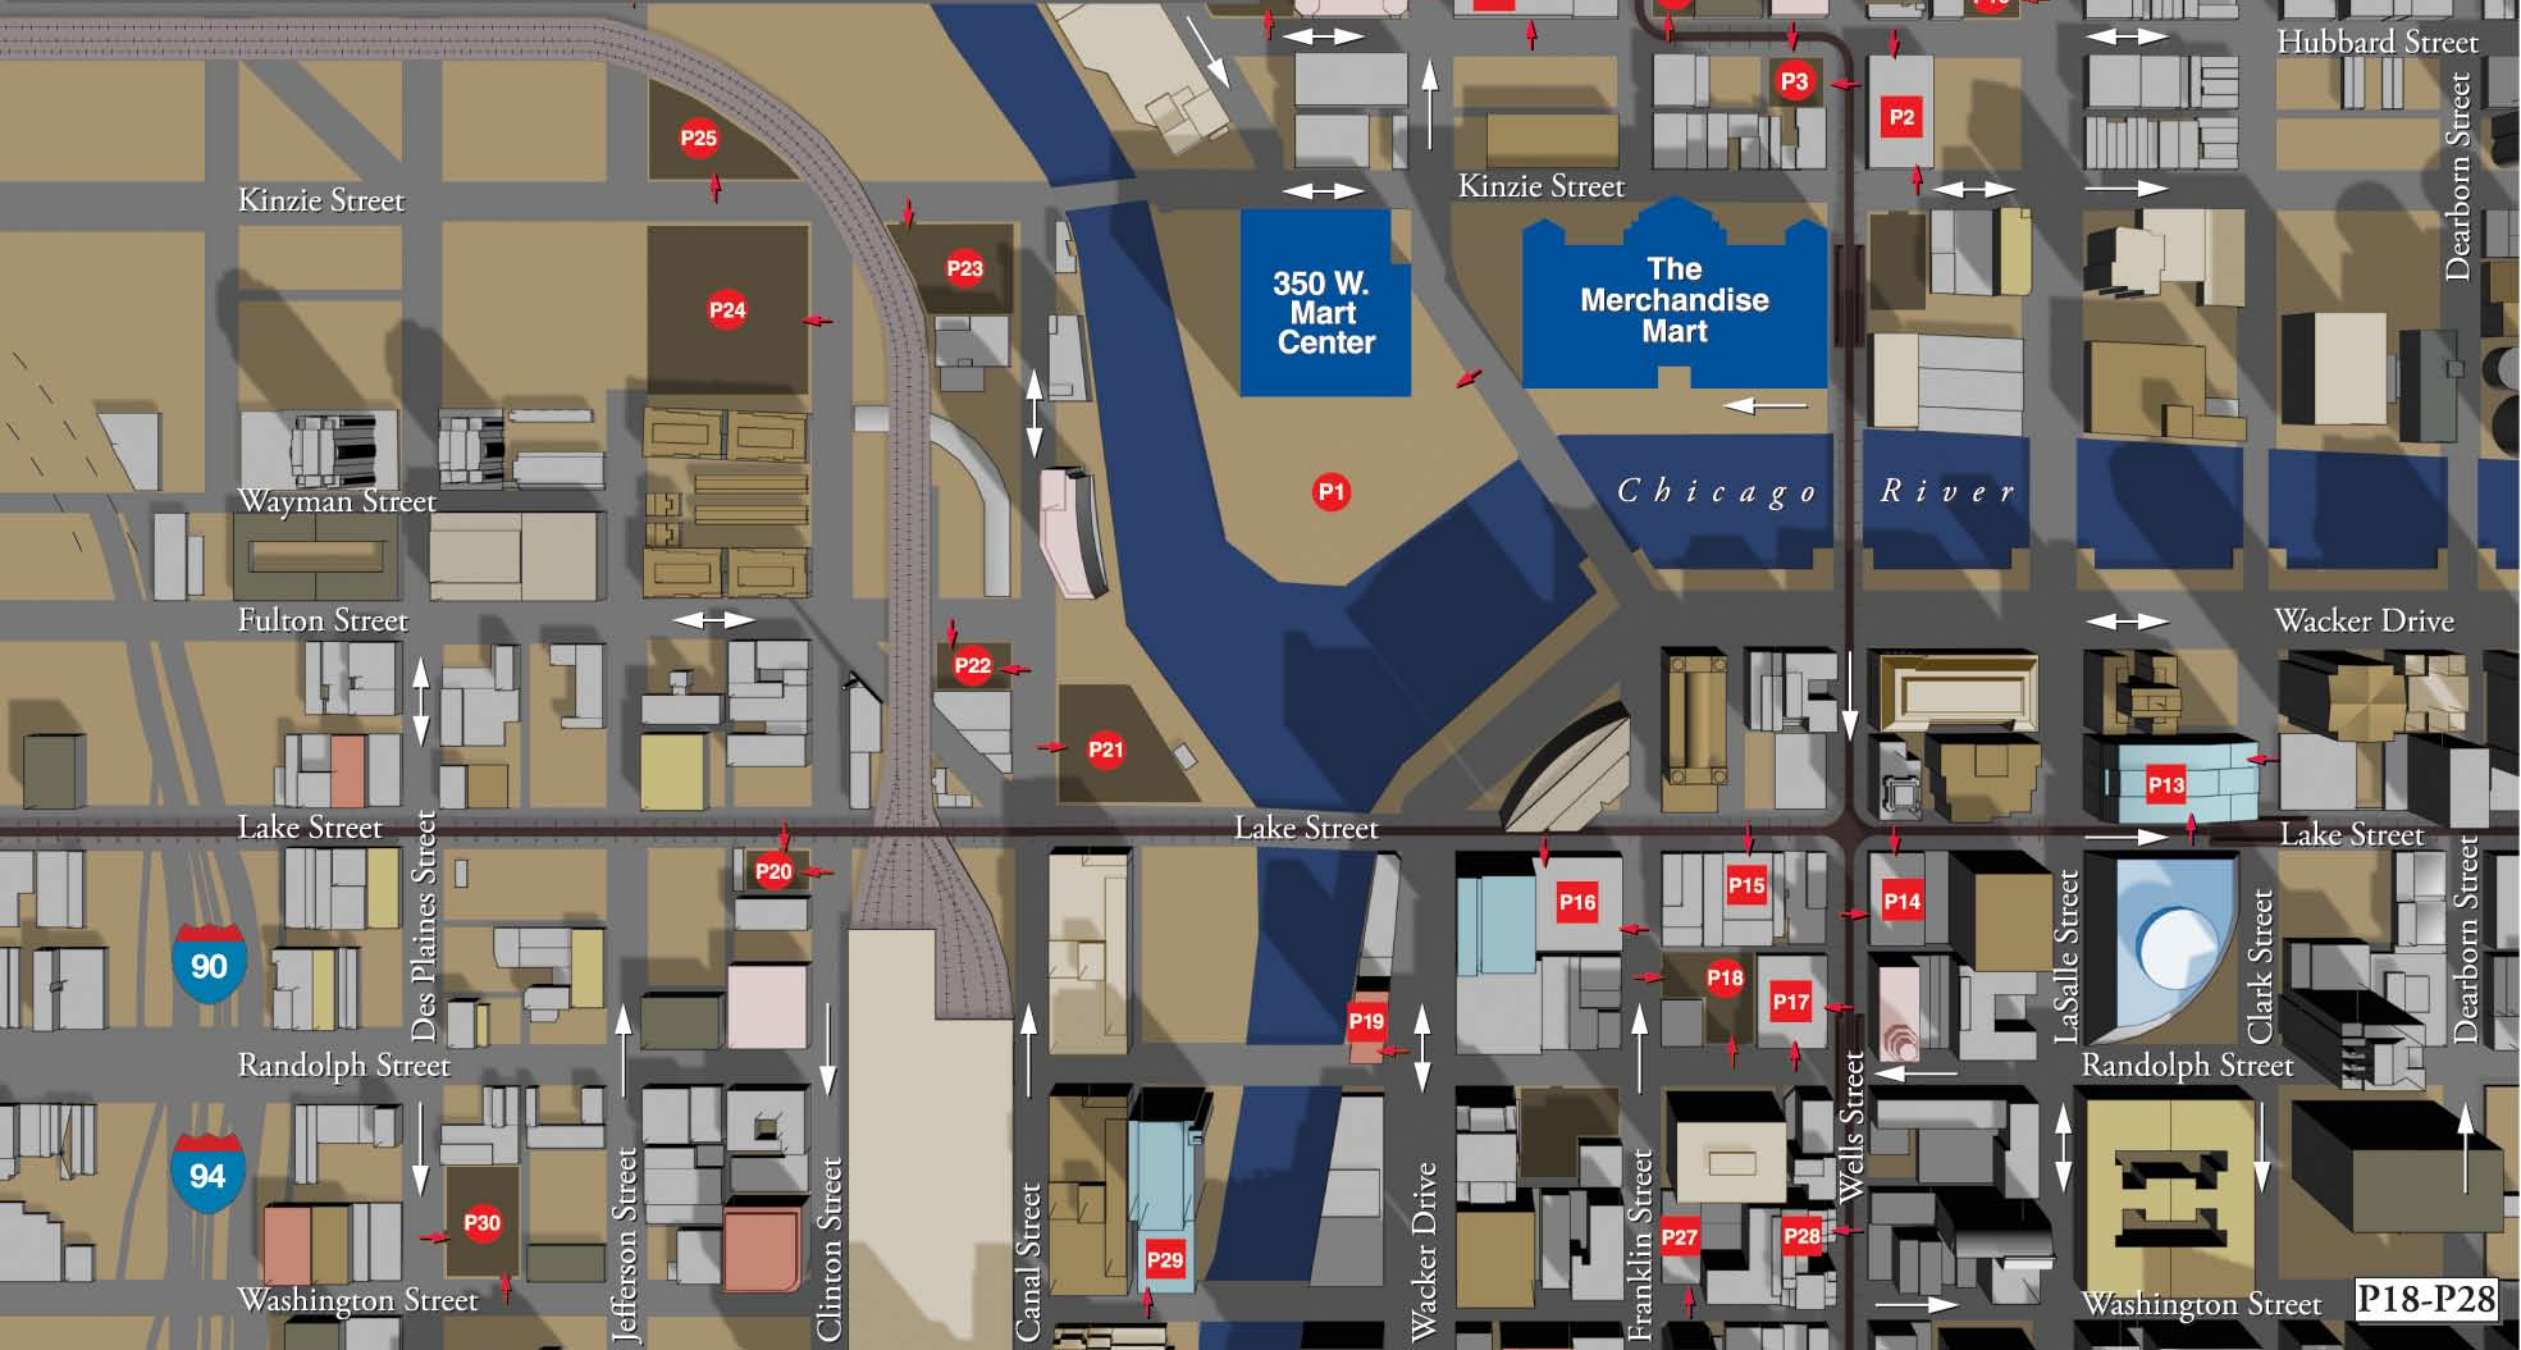 Hubbard Street
P3
P2
P25
Dearborn Street
Kinzie Street
Kinzie Street
P23
350 W.
Mart
Center
The
Merchandise
Mart
P24
P1
Chicago River
Wayman Street
Fulton Street
Wacker Drive
P22
P21
P13
Lake Street
Lake Street
Lake Street
P20
P16
P15
P14
Des Plaines Street
90
P18
P17
LaSalle Street
Clark Street
Dearborn Street
P19
Randolph Street
Randolph Street
94
Jefferson Street
Clinton Street
Canal Street
Wacker Drive
Franklin Street
Wells Street
P30
P29
P27
P28
Washington Street
Washington Street
P18-P28